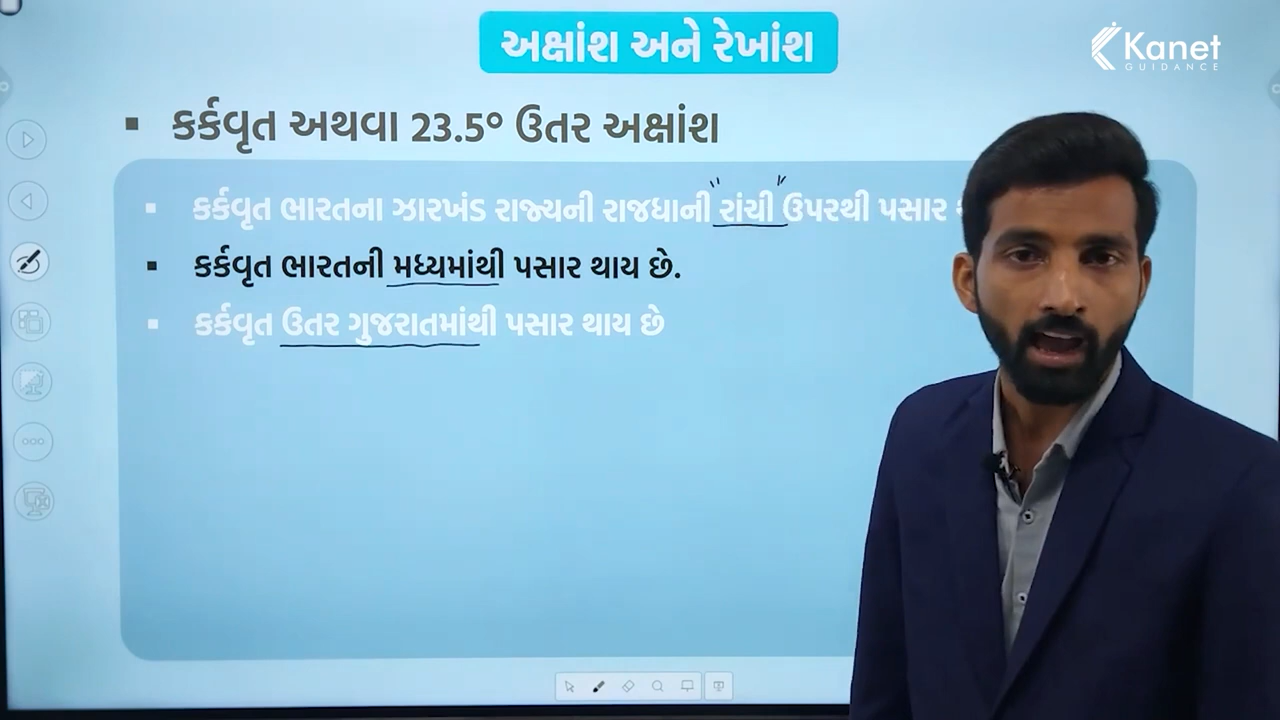 અક્ષાંશ અને રેખાંશ
Kanet
GUIDANCE
▪ કર્કવૃત અથવા 23.5° ઉતર અક્ષાંશ
▪ કર્કવૃત ભારતના ઝારખંડ રાજ્યની રાજધાની રાંચી ઉપરથી પસાર
▪ કર્કવૃત ભારતની મધ્યમાંથી પસાર થાય છે.
▪ કર્કવૃત ઉતર ગુજરાતમાંથી પસાર થાય છે